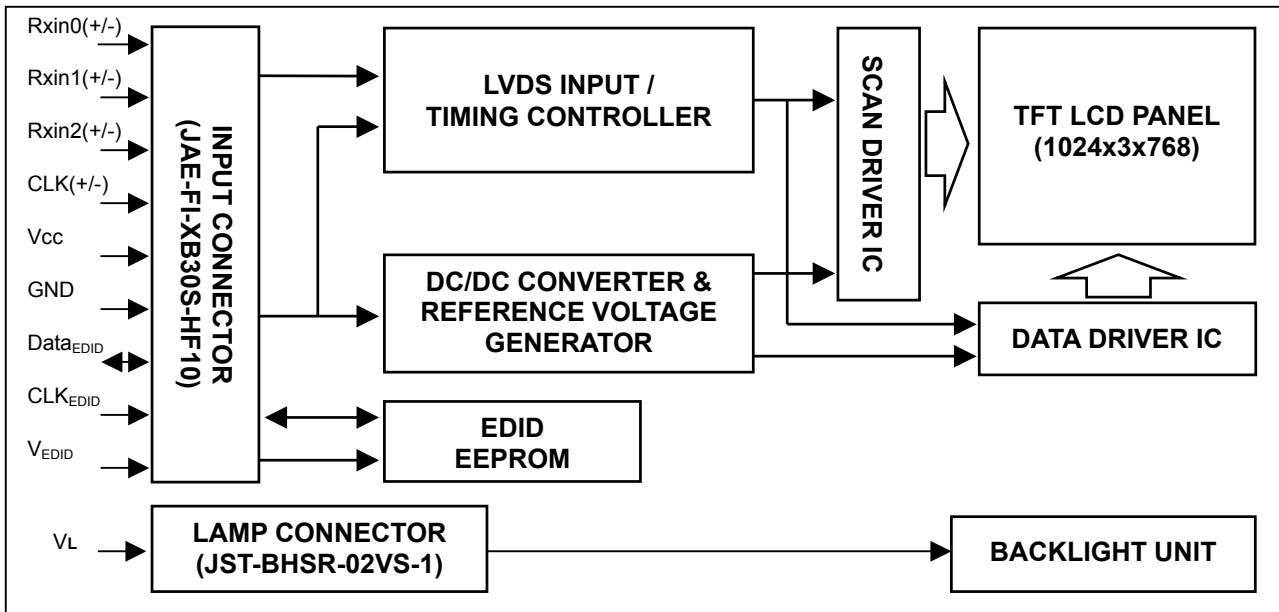 Rxin0(+/-)
Rxin1(+/-)
Rxin2(+/-)
CLK(+/-)
Vcc
GND
DataEDID
CLKEDID
VEDID
INPUT CONNECTOR
(JAE-FI-XB30S-HF10)
LVDS INPUT /
TIMING CONTROLLER
DC/DC CONVERTER &
REFERENCE VOLTAGE
GENERATOR
EDID
EEPROM
SCAN DRIVER IC
TFT LCD PANEL
(1024x3x768)
DATA DRIVER IC
VL
LAMP CONNECTOR
(JST-BHSR-02VS-1)
BACKLIGHT UNIT